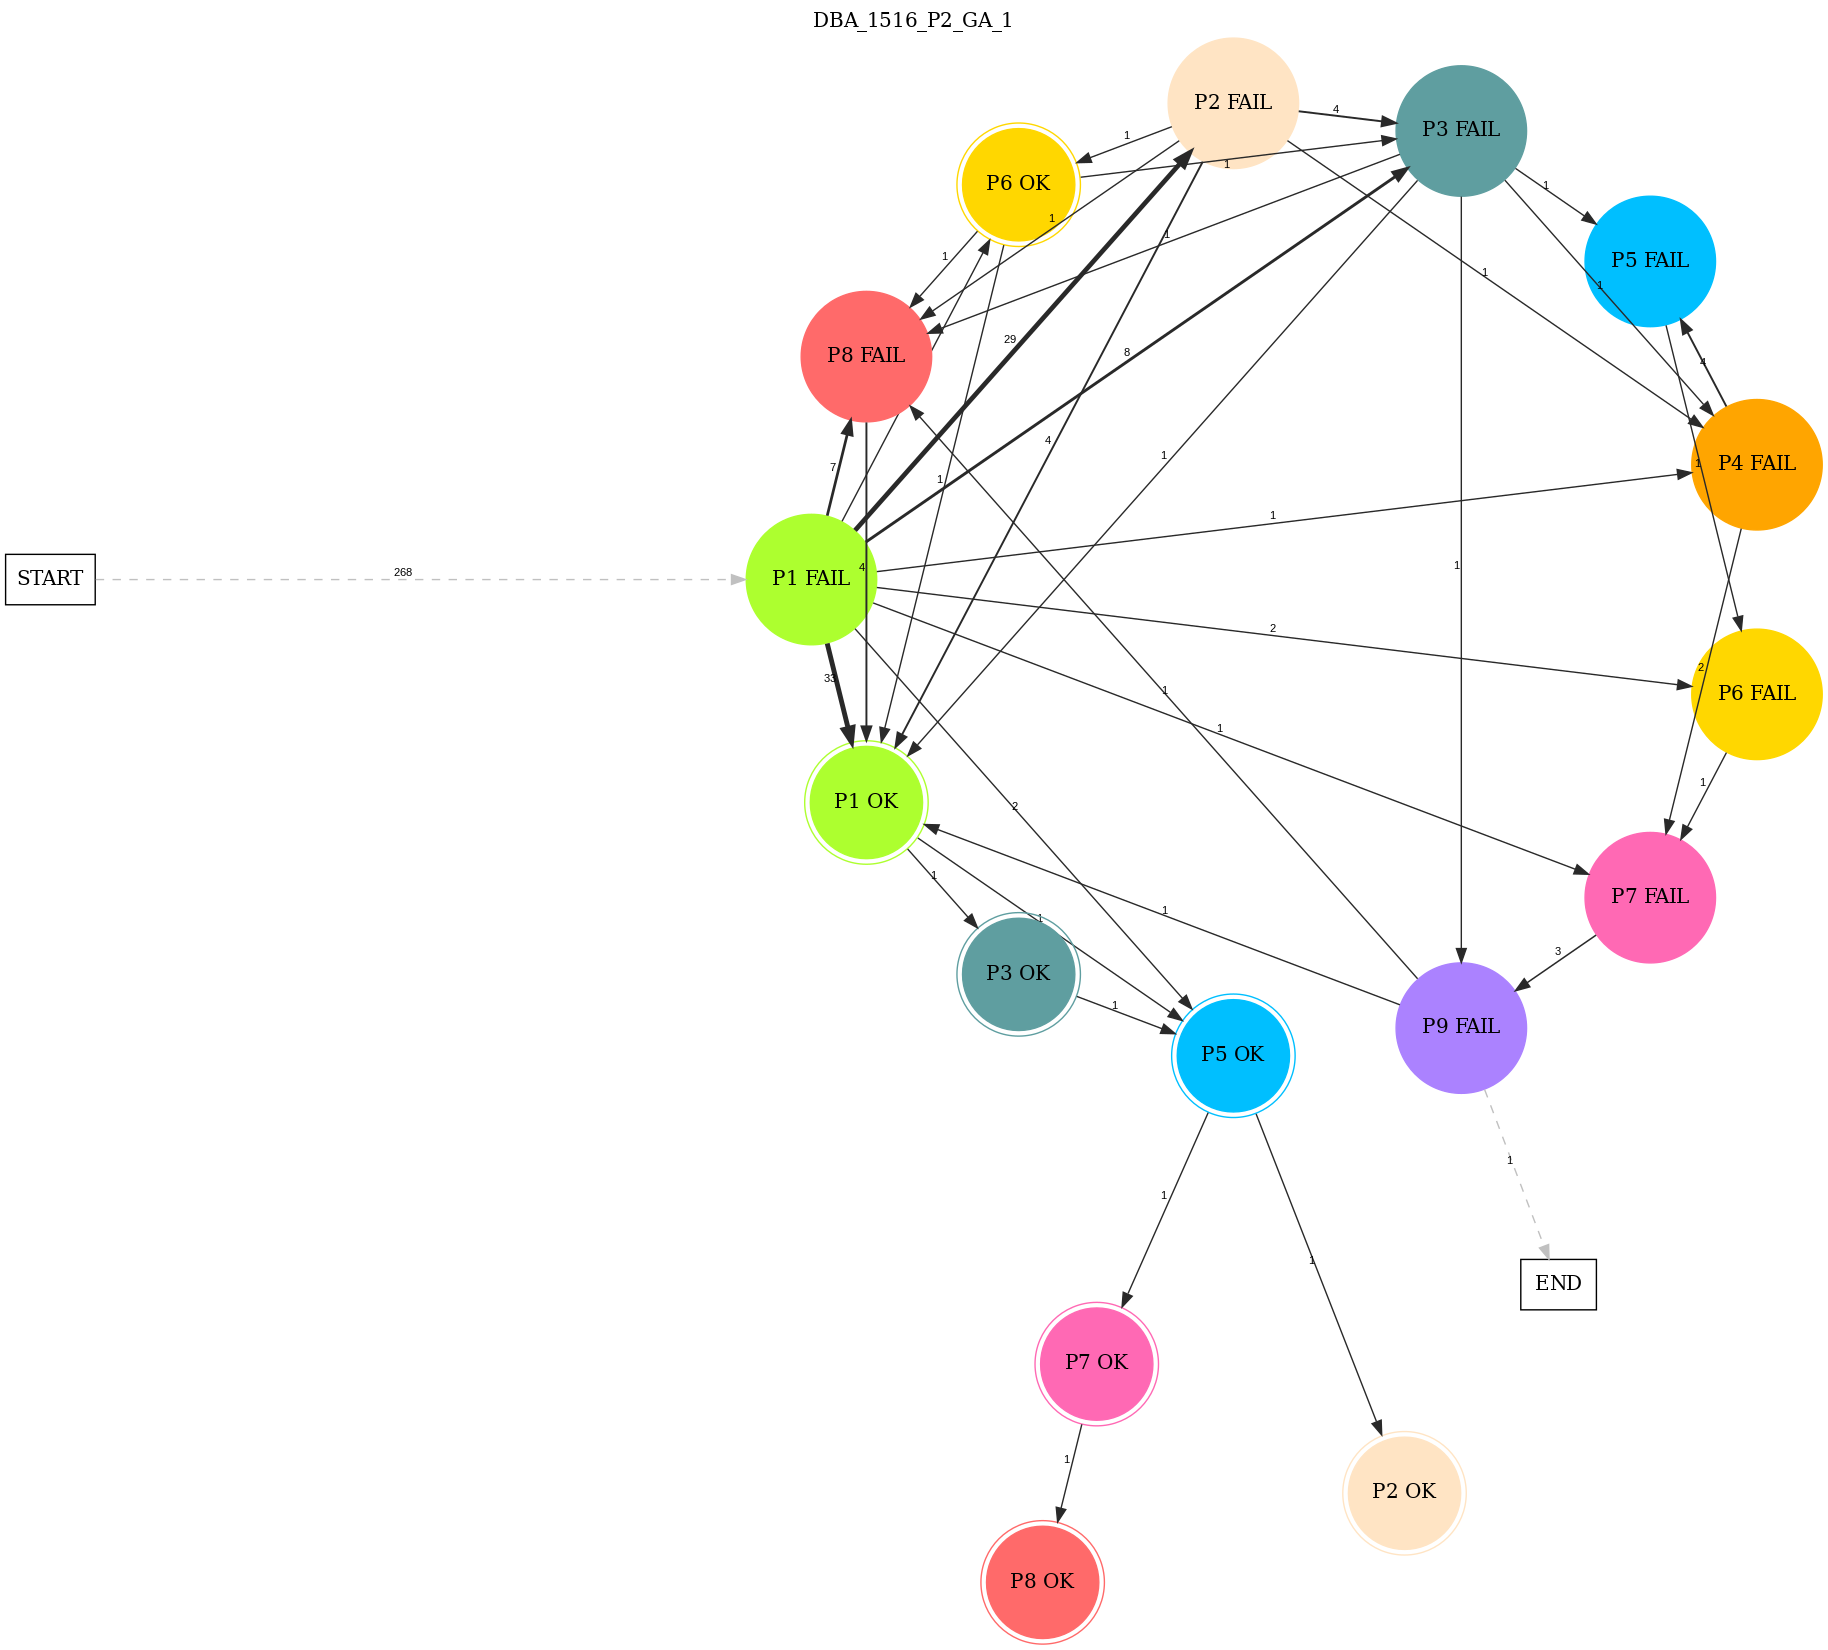 DBA_1516_P2_GA_1
P2 FAIL
4
P3 FAIL
1
1
P6 OK
1
1
P5 FAIL
1
1
1
1
1
29
8
P8 FAIL
4
7
4
1
1
1
P4 FAIL
1
START
268
P1 FAIL
4
1
2
1
2
P6 FAIL
33
1
1
1
P1 OK
2
1
1
1
1
P7 FAIL
3
P3 OK
1
P5 OK
P9 FAIL
1
1
1
END
P7 OK
1
P2 OK
P8 OK